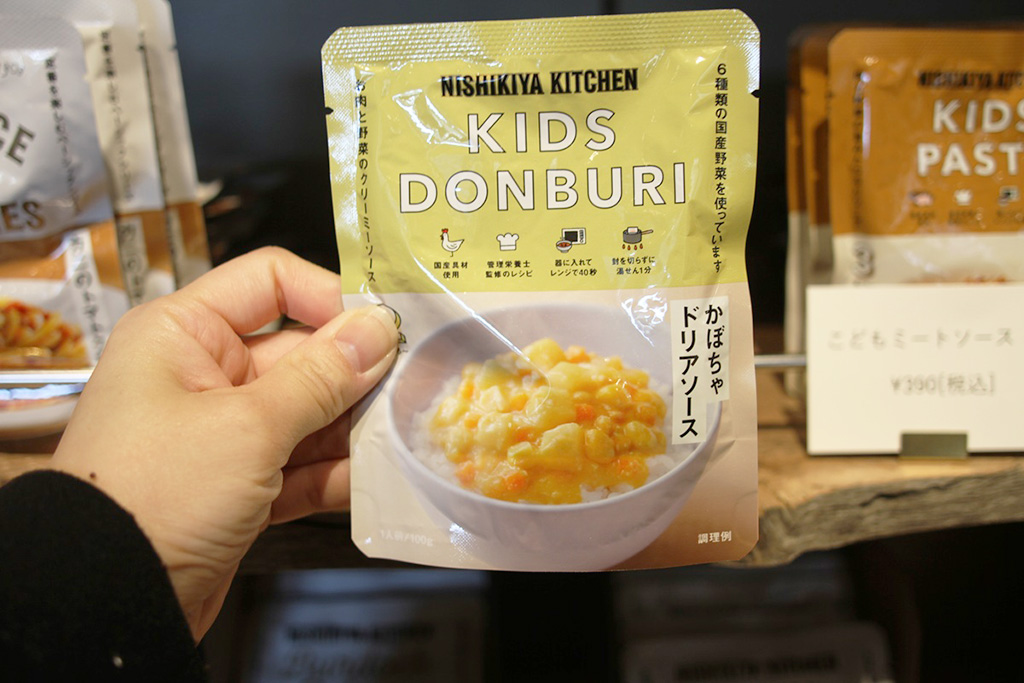 NISHIKIYA KITCHEN
KIDS
DONBURI
6種類の国産野菜を使っています
お肉と野菜のクリーミーソース
国産具材
使用
管理栄養士
監修のレシピ
器に入れて
レンジで40秒
封を切らずに
湯せん1分
かぼちゃ
ドリアソース
調理例
NISHIKIYA KITCHEN
KIDS
こどもミートソース
¥390[税込]
NISHIKIYA KITCHEN